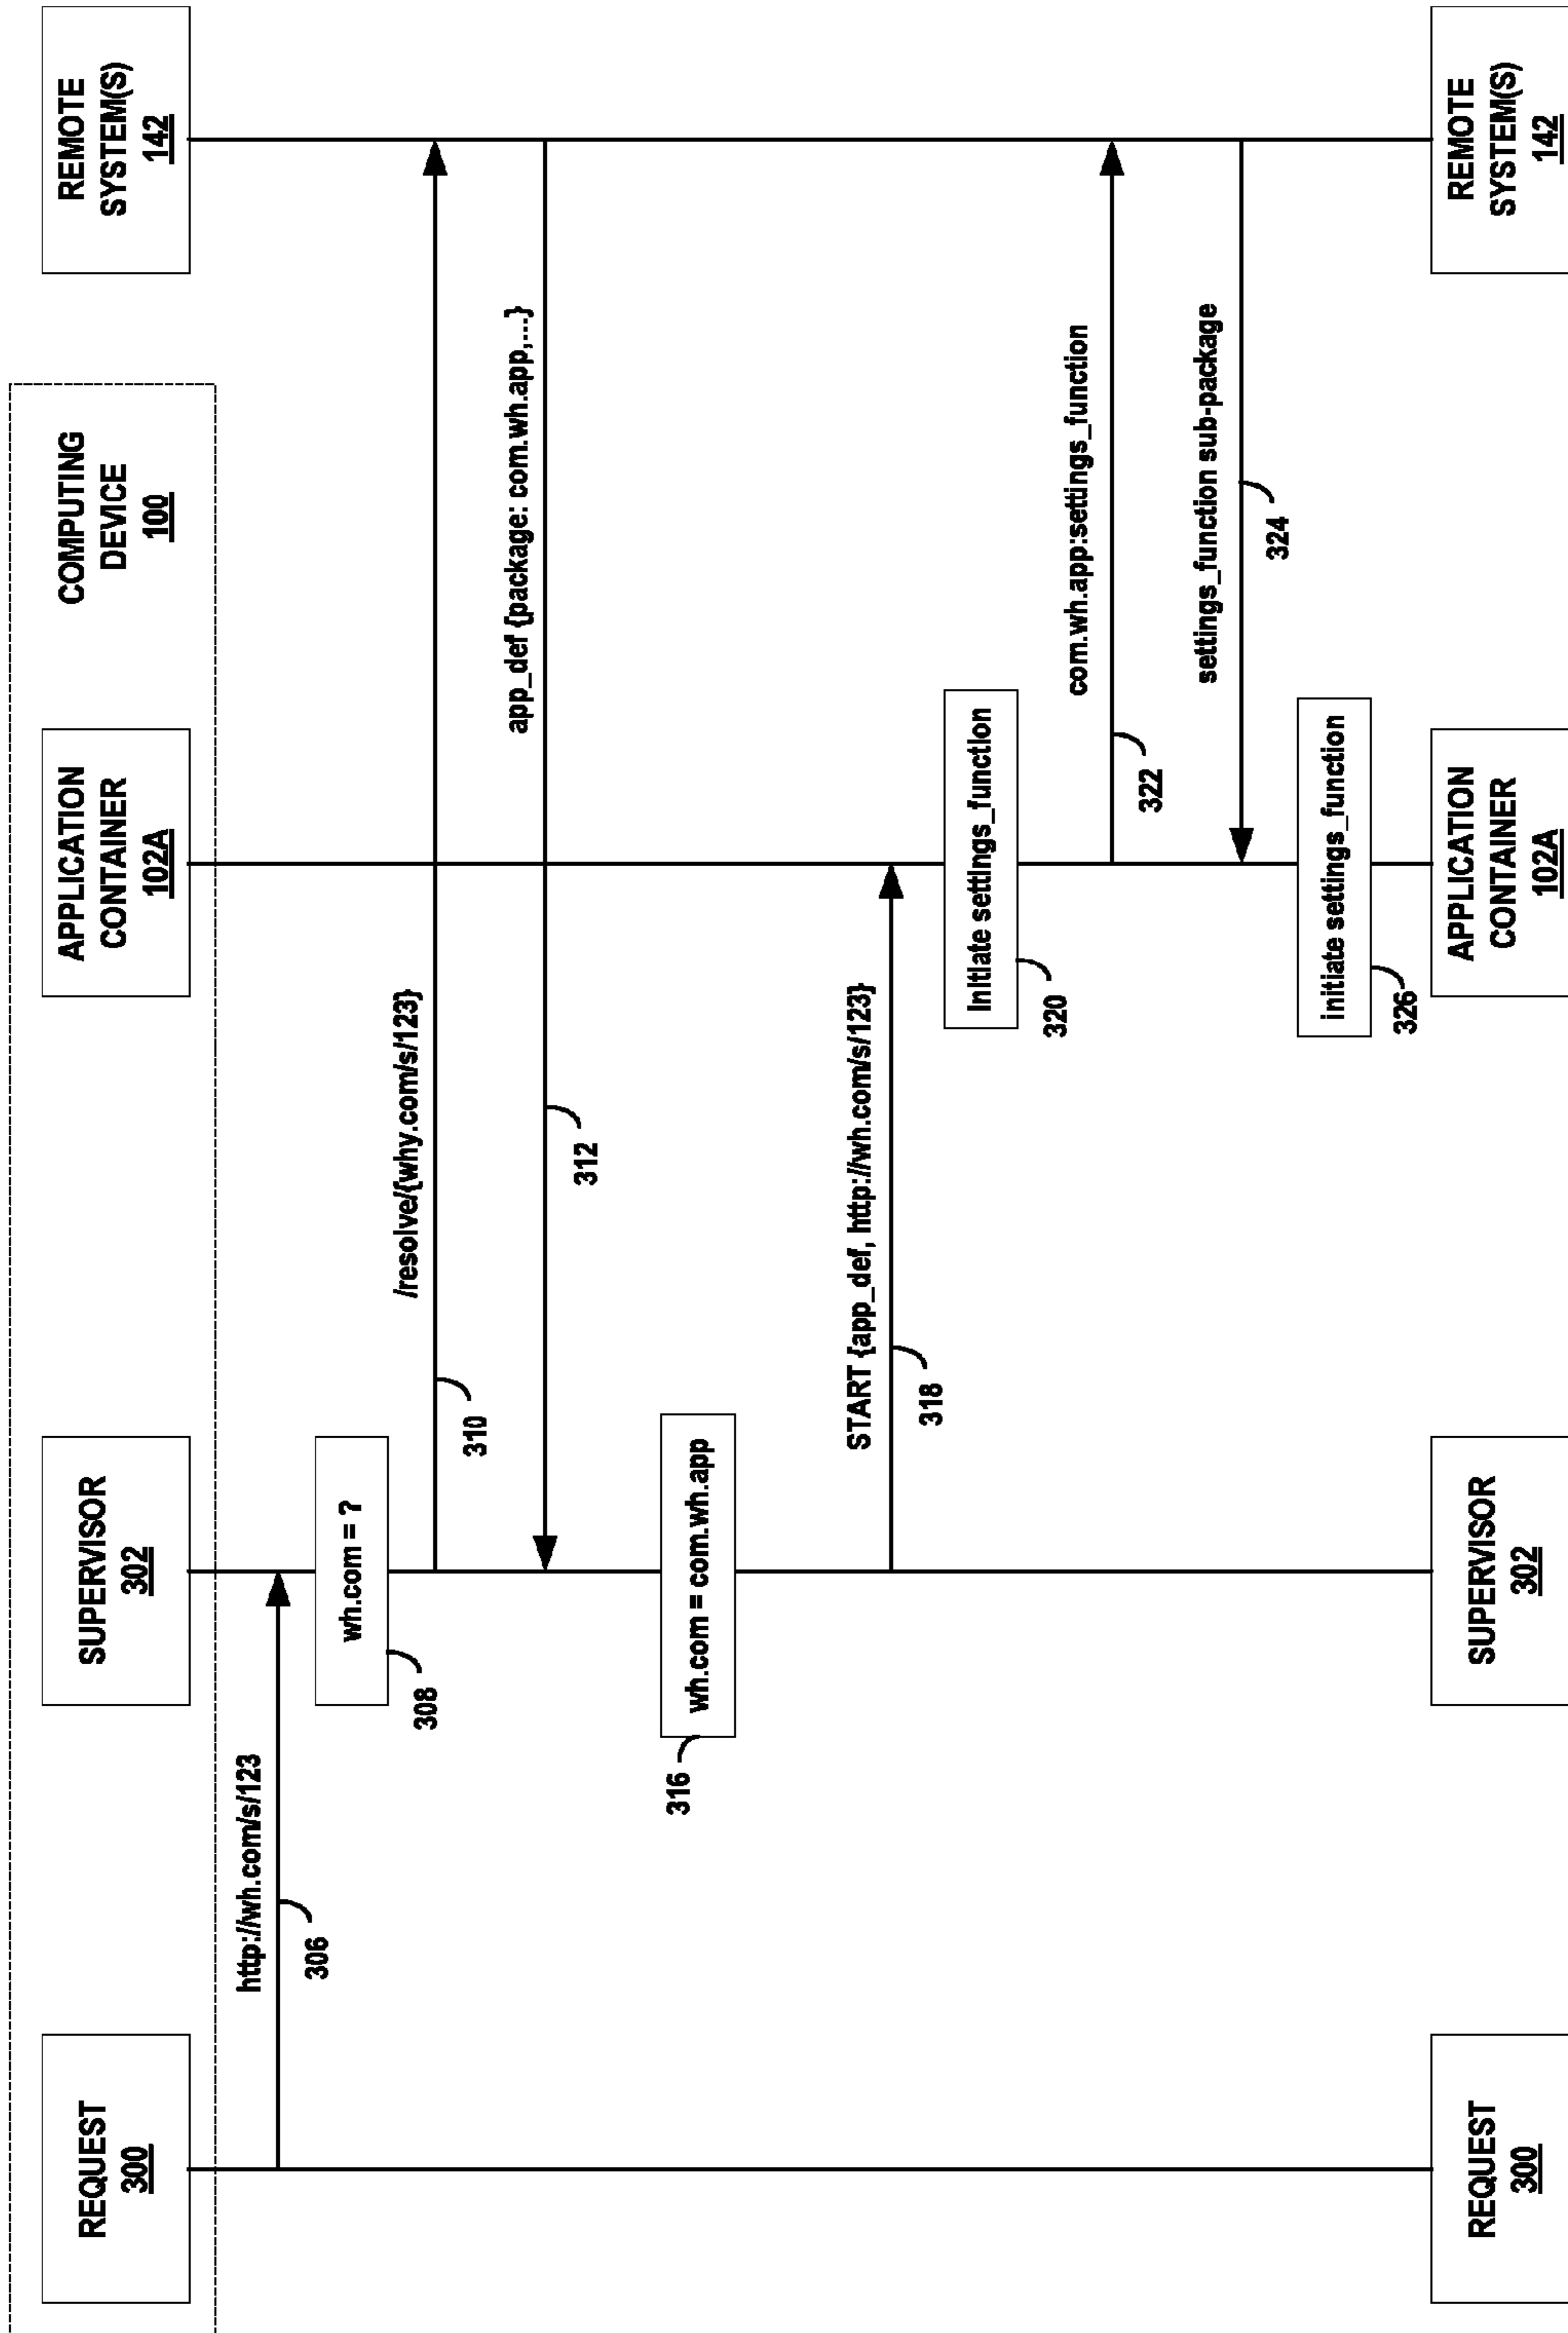 COMPUTING
DEVICE
100
REQUEST
300
SUPERVISOR
302
APPLICATION
CONTAINER
102A
REMOTE
SYSTEM(S)
142
http://wh.com/s/123
306
wh.com = ?
308
/resolve/{why.com/s/123}
310
app_def {package: com.wh.app,...}
312
wh.com = com.wh.app
316
START {app_def, http://wh.com/s/123}
318
Initiate settings_function
320
com.wh.app:settings_function
322
settings_function sub-package
324
initiate settings_function
326
REQUEST
300
SUPERVISOR
302
APPLICATION
CONTAINER
102A
REMOTE
SYSTEM(S)
142